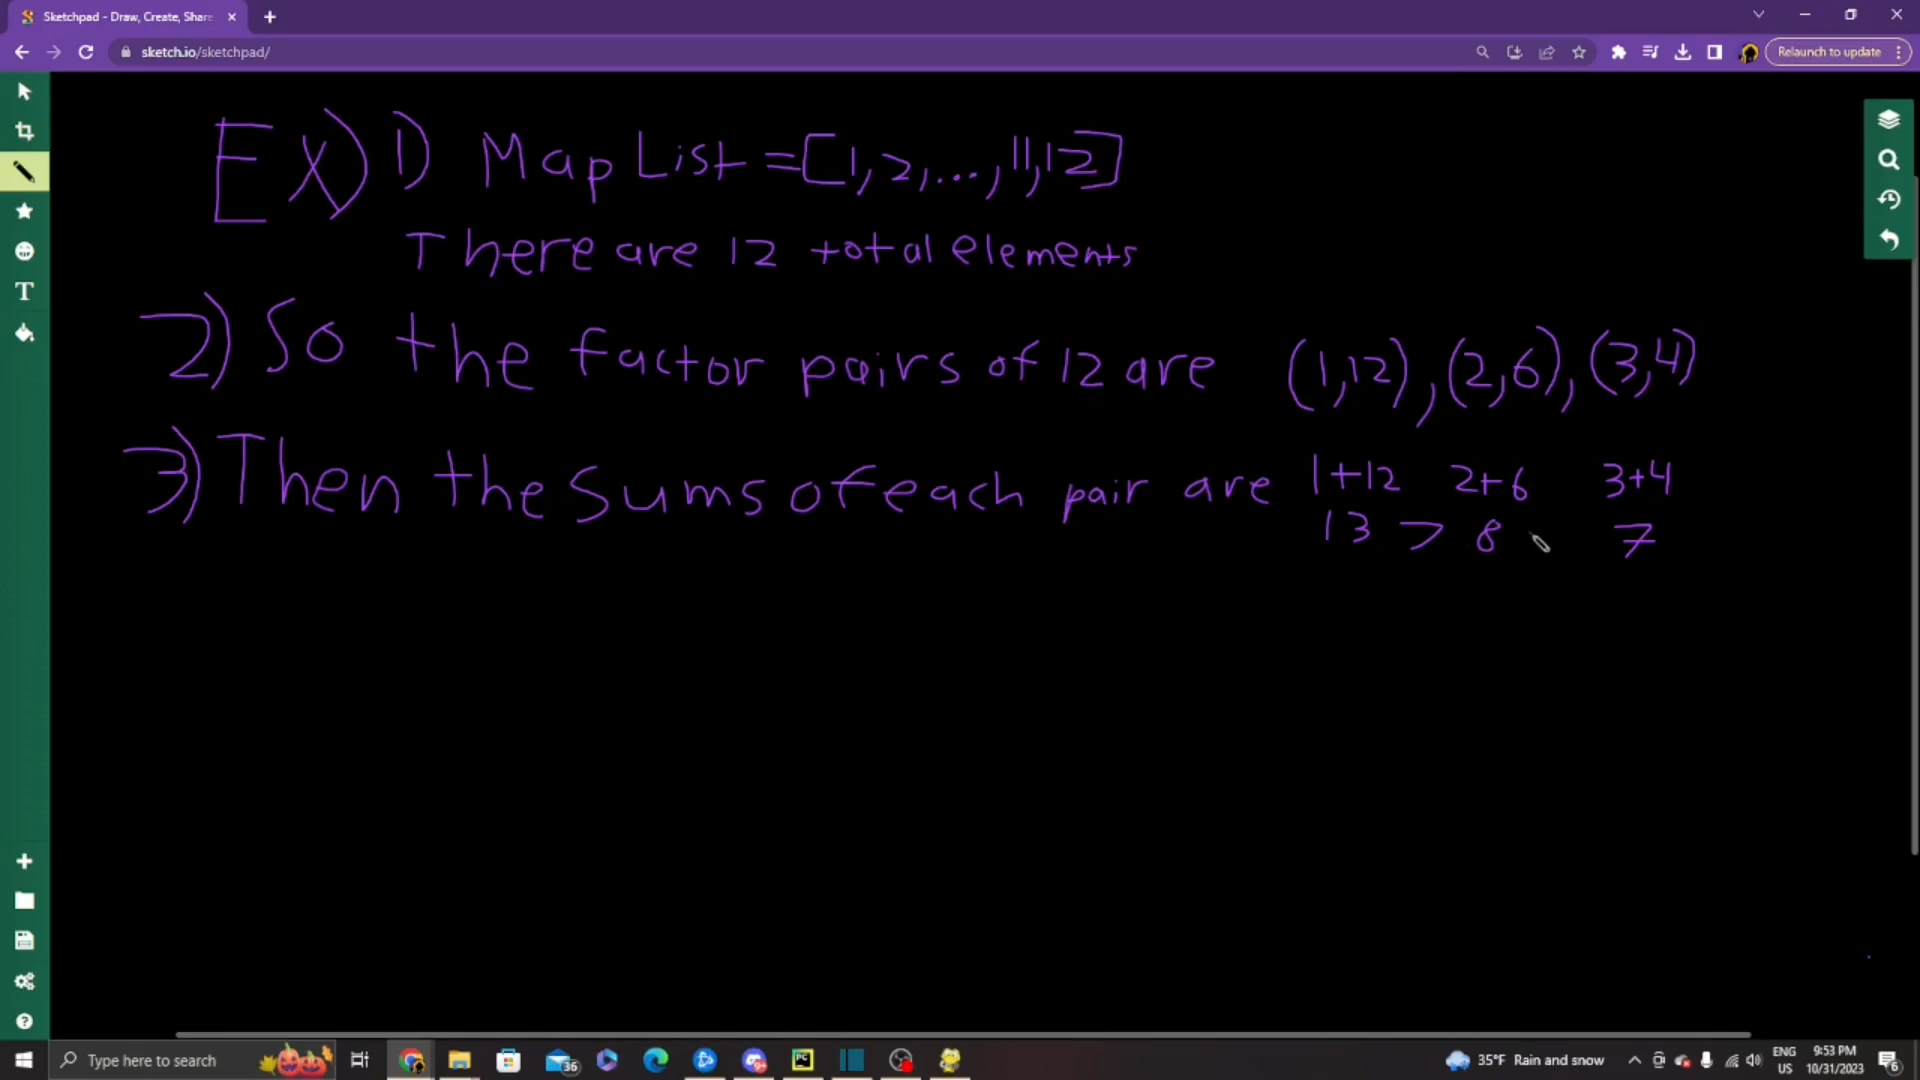 Sketchpad - Draw, Create, Share
sketch.io/sketchpad/
Relaunch to update
EX) 1) Map List = [1, 2, ..., 11, 12]
There are 12 total elements
2) So the factor pairs of 12 are (1,12), (2,6), (3,4)
3) Then the sums of each pair are 1+12 2+6 3+4
13 > 8 7
T
Type here to search
36
PC
35°F Rain and snow
ENG
US
9:53 PM
10/31/2023
6